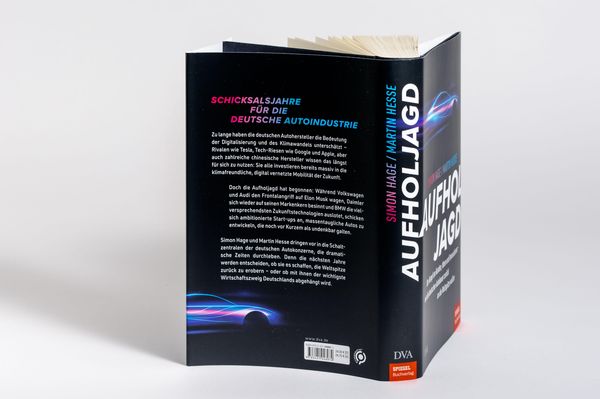 SCHICKSALSJAHRE
FÜR DIE
DEUTSCHE AUTOINDUSTRIE
Zu lange haben die deutschen Autohersteller die Bedeutung
der Digitalisierung und des Klimawandels unterschätzt –
Rivalen wie Tesla, Tech-Riesen wie Google und Apple, aber
auch zahlreiche chinesische Hersteller wissen das längst
für sich zu nutzen: Sie alle investieren bereits massiv in die
klimafreundliche, digital vernetzte Mobilität der Zukunft.
Doch die Aufholjagd hat begonnen: Während Volkswagen
und Audi den Frontalangriff auf Elon Musk wagen, Daimler
sich wieder auf seinen Markenkern besinnt und BMW die viel-
versprechendsten Zukunftstechnologien auslotet, schicken
sich ambitionierte Start-ups an, massentaugliche Autos zu
entwickeln, die noch vor Kurzem als undenkbar galten.
Simon Hage und Martin Hesse dringen vor in die Schalt-
zentralen der deutschen Autokonzerne, die dramati-
sche Zeiten durchleben. Denn die nächsten Jahre
werden entscheiden, ob sie es schaffen, die Weltspitze
zurück zu erobern – oder ob mit ihnen der wichtigste
Wirtschaftszweig Deutschlands abgehängt wird.
www.dva.de
SIMON HAGE / MARTIN HESSE
AUFHOLJAGD
DVA
SPIEGEL
Buchverlag
AUFHOL
JAGD